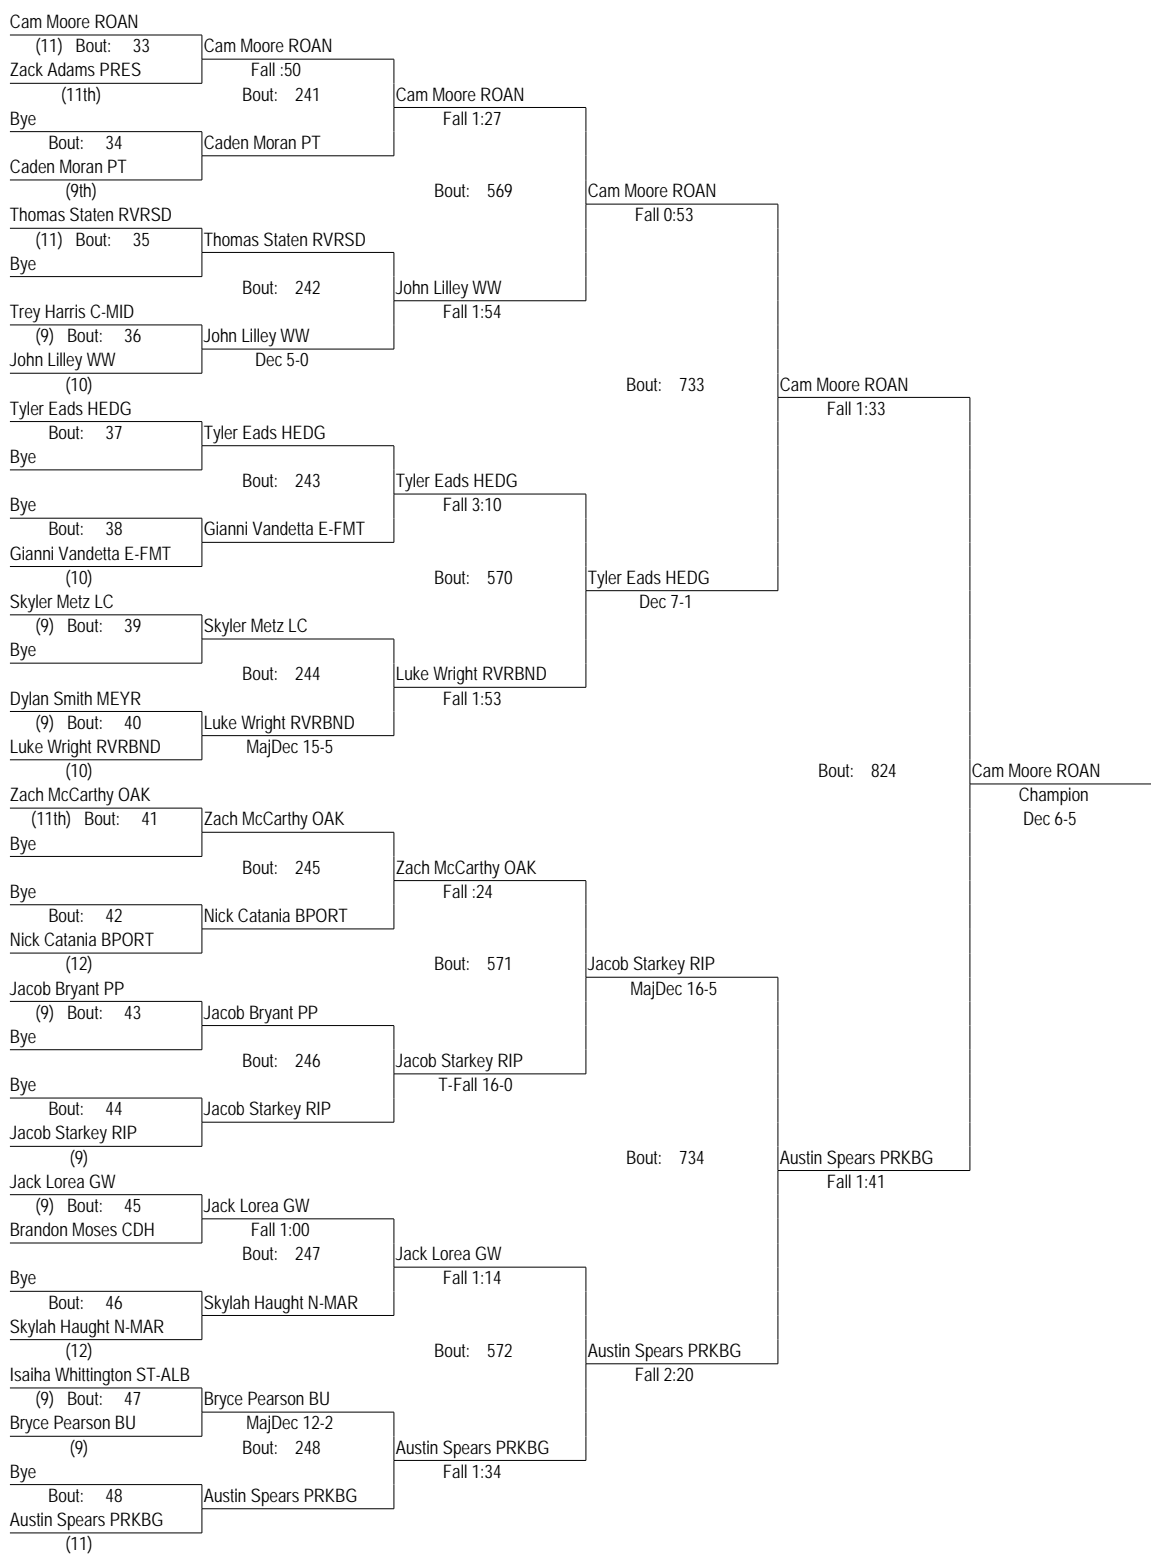 Cam Moore ROAN
(11) Bout: 33
Zack Adams PRES
(11th)
Bye
Bout: 34
Caden Moran PT
(9th)
Thomas Staten RVRSD
(11) Bout: 35
Bye
Trey Harris C-MID
(9) Bout: 36
John Lilley WW
(10)
Tyler Eads HEDG
Bout: 37
Bye
Bye
Bout: 38
Gianni Vandetta E-FMT
(10)
Skyler Metz LC
(9) Bout: 39
Bye
Dylan Smith MEYR
(9) Bout: 40
Luke Wright RVRBND
(10)
Zach McCarthy OAK
(11th) Bout: 41
Bye
Bye
Bout: 42
Nick Catania BPORT
(12)
Jacob Bryant PP
(9) Bout: 43
Bye
Bye
Bout: 44
Jacob Starkey RIP
(9)
Jack Lorea GW
(9) Bout: 45
Brandon Moses CDH
Bye
Bout: 46
Skylah Haught N-MAR
(12)
Isaiha Whittington ST-ALB
(9) Bout: 47
Bryce Pearson BU
(9)
Bye
Bout: 48
Austin Spears PRKBG
(11)
Cam Moore ROAN
Fall :50
Bout: 241
Caden Moran PT
Thomas Staten RVRSD
Bout: 242
John Lilley WW
Dec 5-0
Tyler Eads HEDG
Bout: 243
Gianni Vandetta E-FMT
Skyler Metz LC
Bout: 244
Luke Wright RVRBND
MajDec 15-5
Zach McCarthy OAK
Bout: 245
Nick Catania BPORT
Jacob Bryant PP
Bout: 246
Jacob Starkey RIP
Jack Lorea GW
Fall 1:00
Bout: 247
Skylah Haught N-MAR
Bryce Pearson BU
MajDec 12-2
Bout: 248
Austin Spears PRKBG
Cam Moore ROAN
Fall 1:27
Bout: 569
John Lilley WW
Fall 1:54
Tyler Eads HEDG
Fall 3:10
Bout: 570
Luke Wright RVRBND
Fall 1:53
Zach McCarthy OAK
Fall :24
Bout: 571
Jacob Starkey RIP
T-Fall 16-0
Jack Lorea GW
Fall 1:14
Bout: 572
Austin Spears PRKBG
Fall 1:34
Cam Moore ROAN
Fall 0:53
Bout: 733
Tyler Eads HEDG
Dec 7-1
Jacob Starkey RIP
MajDec 16-5
Bout: 734
Austin Spears PRKBG
Fall 2:20
Cam Moore ROAN
Fall 1:33
Bout: 824
Austin Spears PRKBG
Fall 1:41
Cam Moore ROAN
Champion
Dec 6-5